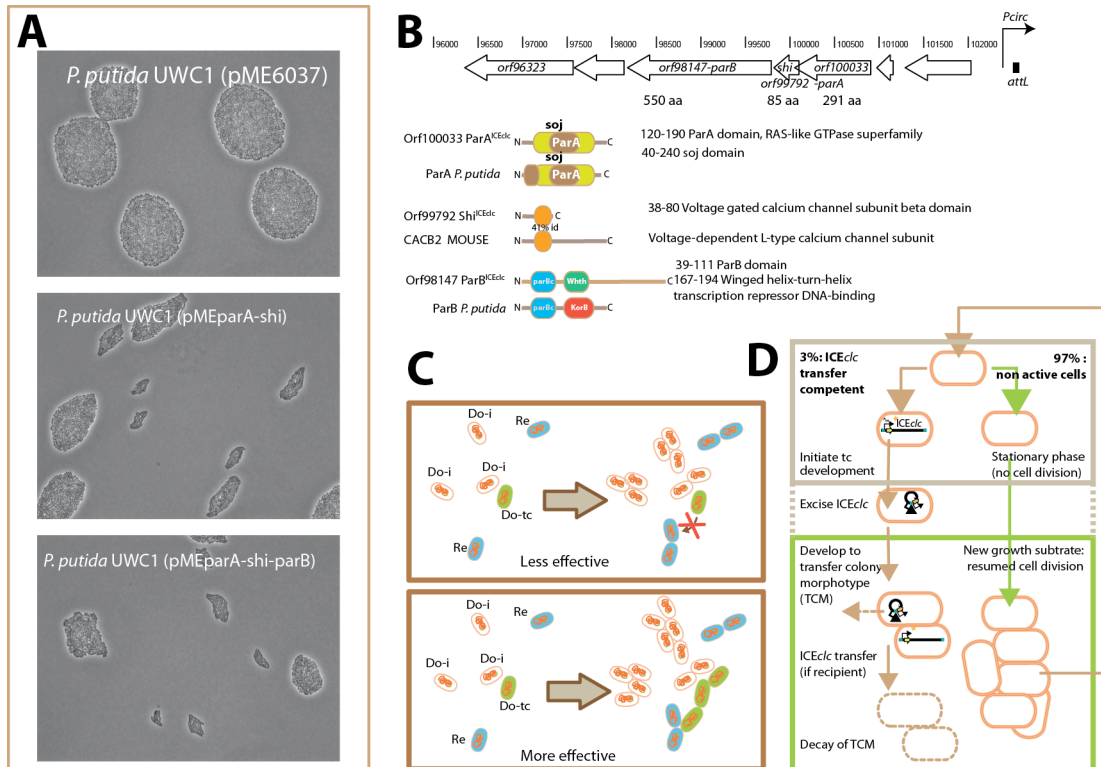 A
P. putida UWC1 (pME6037)
P. putida UWC1 (pMEparA-shi)
P. putida UWC1 (pMEparA-shi-parB)
B
Pcirc
96000 96500 97000 97500 98000 98500 99000 99500 100000 100500 101000 101500 102000
orf96323 orf98147-parB shi orf100033
orf99792 -parA
attL
550 aa 85 aa 291 aa
soj
Orf100033 ParAICEclc N ParA C 120-190 ParA domain, RAS-like GTPase superfamily
soj 40-240 soj domain
ParA P. putida N ParA C
Orf99792 ShiICEclc N C 38-80 Voltage gated calcium channel subunit beta domain
41% id
CACB2 MOUSE N C Voltage-dependent L-type calcium channel subunit
39-111 ParB domain
Orf98147 ParBICEclc N parBc Whth C 167-194 Winged helix-turn-helix
transcription repressor DNA-binding
ParB P. putida N parBc KorB C
C
Do-i
Re
Do-i
Do-i
Do-tc
Re
Less effective
Do-i
Re
Do-i
Do-i
Do-tc
Re
More effective
D
3%: ICEclc
transfer
competent
97% :
non active cells
ICEclc
Initiate tc
development
Stationary phase
(no cell division)
Excise ICEclc
Develop to
transfer colony
morphotype
(TCM)
New growth subtrate:
resumed cell division
ICEclc transfer
(if recipient)
Decay of TCM